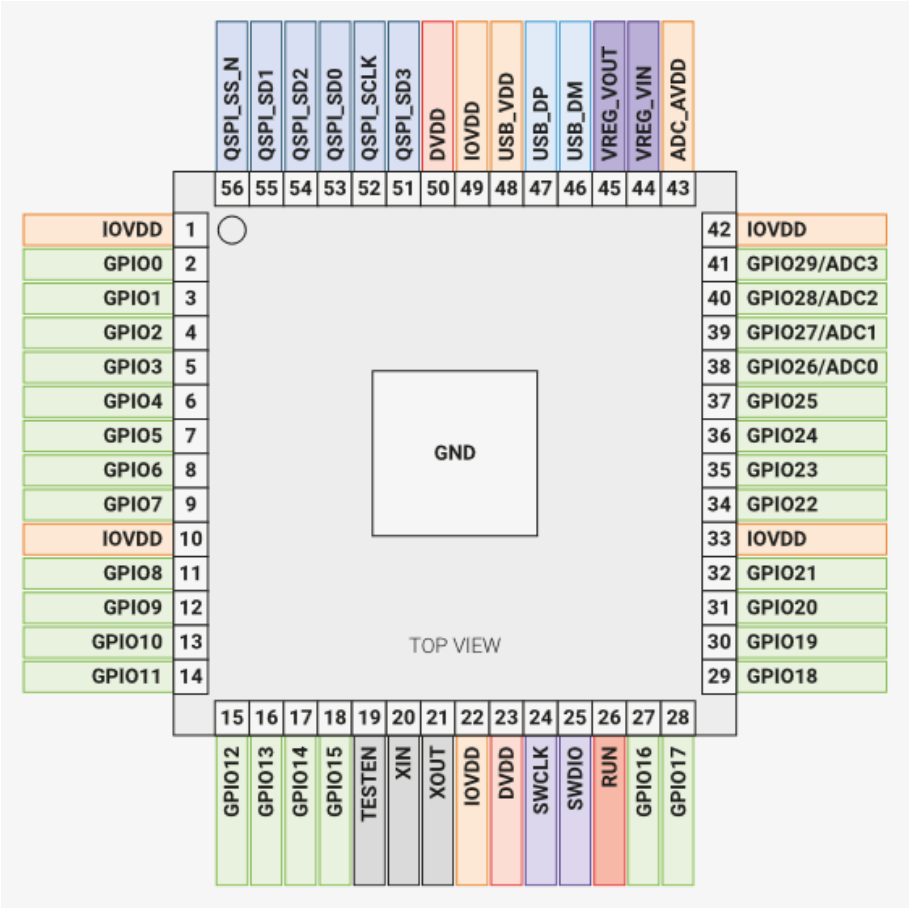 QSPI_SS_N
QSPI_SD1
QSPI_SD2
QSPI_SD0
QSPI_SCLK
QSPI_SD3
DVDD
IOVDD
USB_VDD
USB_DP
USB_DM
VREG_VOUT
VREG_VIN
ADC_AVDD
56 55 54 53 52 51 50 49 48 47 46 45 44 43
IOVDD 1
GPIO0 2
GPIO1 3
GPIO2 4
GPIO3 5
GPIO4 6
GPIO5 7
GPIO6 8
GPIO7 9
IOVDD 10
GPIO8 11
GPIO9 12
GPIO10 13
GPIO11 14
GND
TOP VIEW
42 IOVDD
41 GPIO29/ADC3
40 GPIO28/ADC2
39 GPIO27/ADC1
38 GPIO26/ADC0
37 GPIO25
36 GPIO24
35 GPIO23
34 GPIO22
33 IOVDD
32 GPIO21
31 GPIO20
30 GPIO19
29 GPIO18
15 16 17 18 19 20 21 22 23 24 25 26 27 28
GPIO12
GPIO13
GPIO14
GPIO15
TESTEN
XIN
XOUT
IOVDD
DVDD
SWCLK
SWDIO
RUN
GPIO16
GPIO17